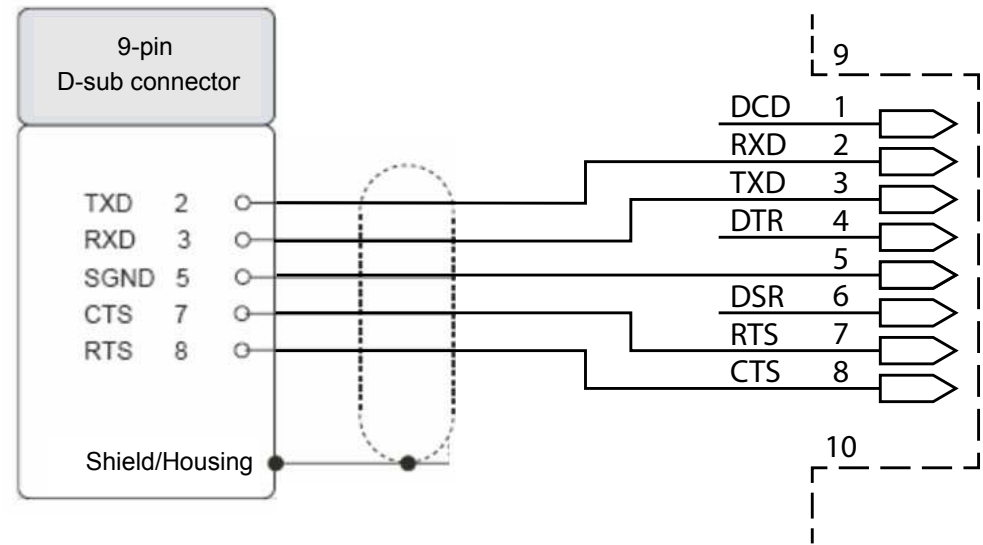 9-pin
D-sub connector
TXD 2
RXD 3
SGND 5
CTS 7
RTS 8
Shield/Housing
9
DCD 1
RXD 2
TXD 3
DTR 4
5
DSR 6
RTS 7
CTS 8
10